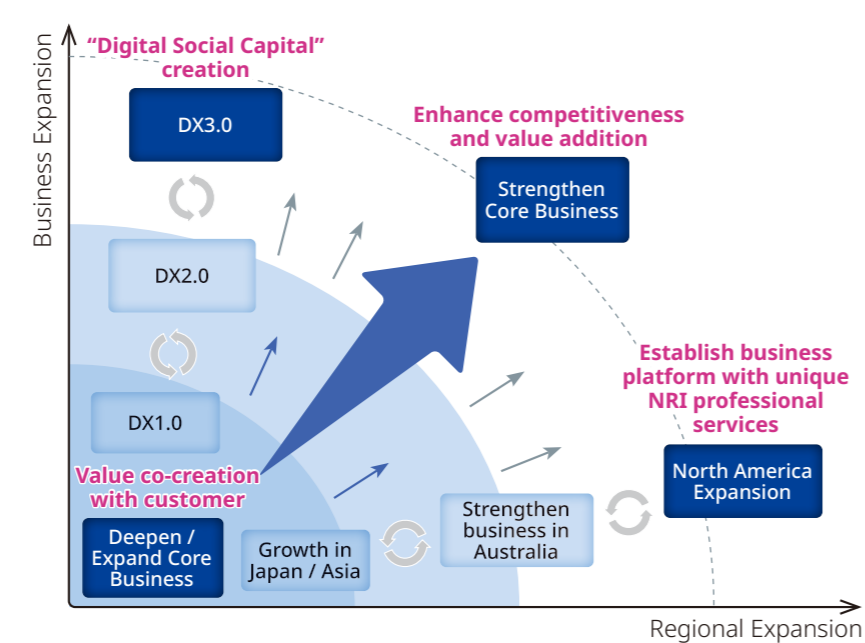 Business Expansion
“Digital Social Capital”
creation
DX3.0
Enhance competitiveness
and value addition
Strengthen
Core Business
DX2.0
Establish business
platform with unique
NRI professional
services
DX1.0
Value co-creation
with customer
North America
Expansion
Deepen /
Expand Core
Business
Growth in
Japan / Asia
Strengthen
business in
Australia
Regional Expansion